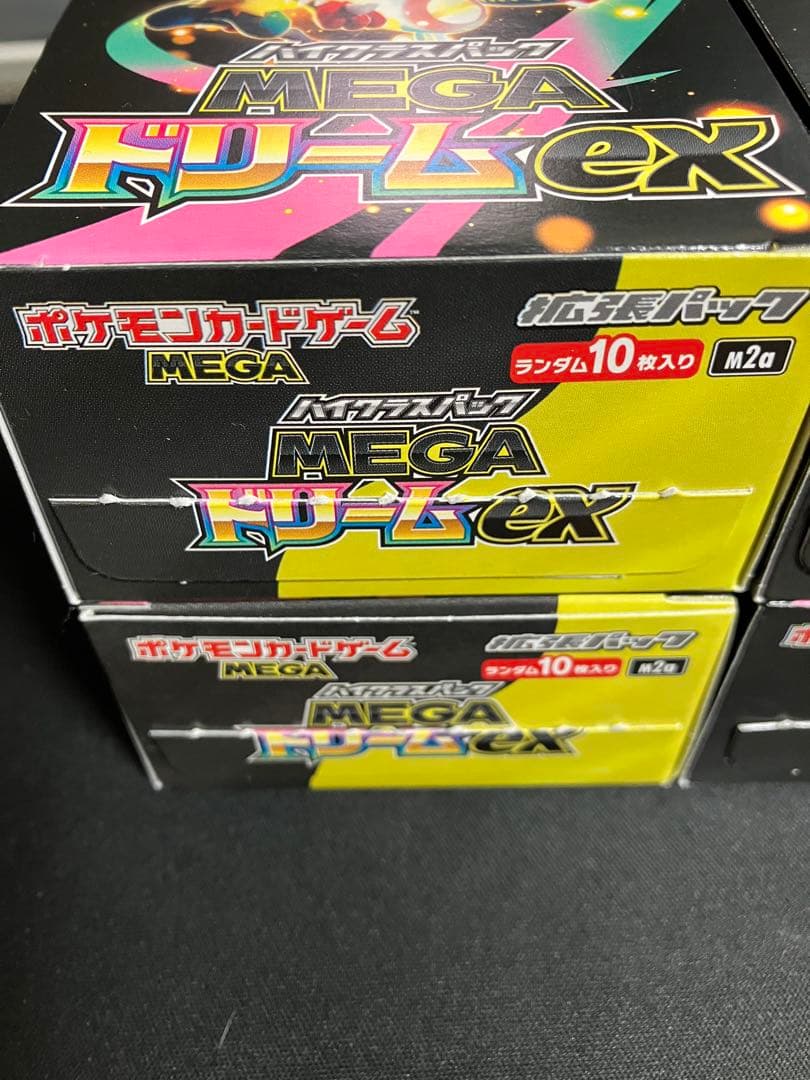 ハイクラスパック
MEGA
ドリームex
ポケモンカードゲーム
MEGA
拡張パック
ランダム10枚入り M2a
ハイクラスパック
MEGA
ドリームex
ポケモンカードゲーム
MEGA
拡張パック
ランダム10枚入り M2a
ハイクラスパック
MEGA
ドリームex